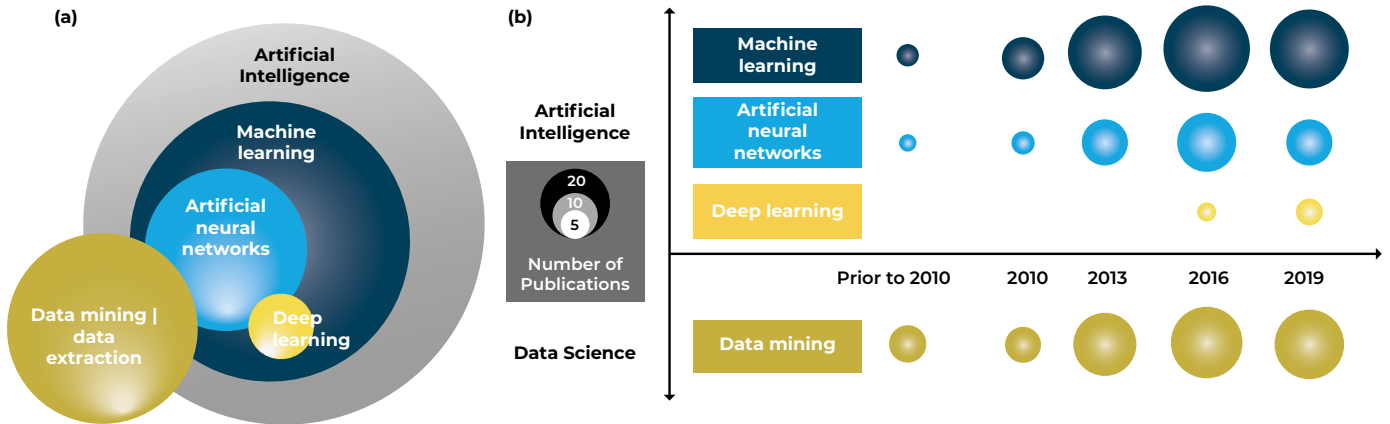 (a)
Artificial
Intelligence
Machine
learning
Artificial
neural
networks
Deep
learning
Data mining |
data
extraction
(b)
Artificial
Intelligence
20
10
5
Number of
Publications
Data Science
Machine
learning
Artificial
neural
networks
Deep learning
Prior to 2010
2010
2013
2016
2019
Data mining